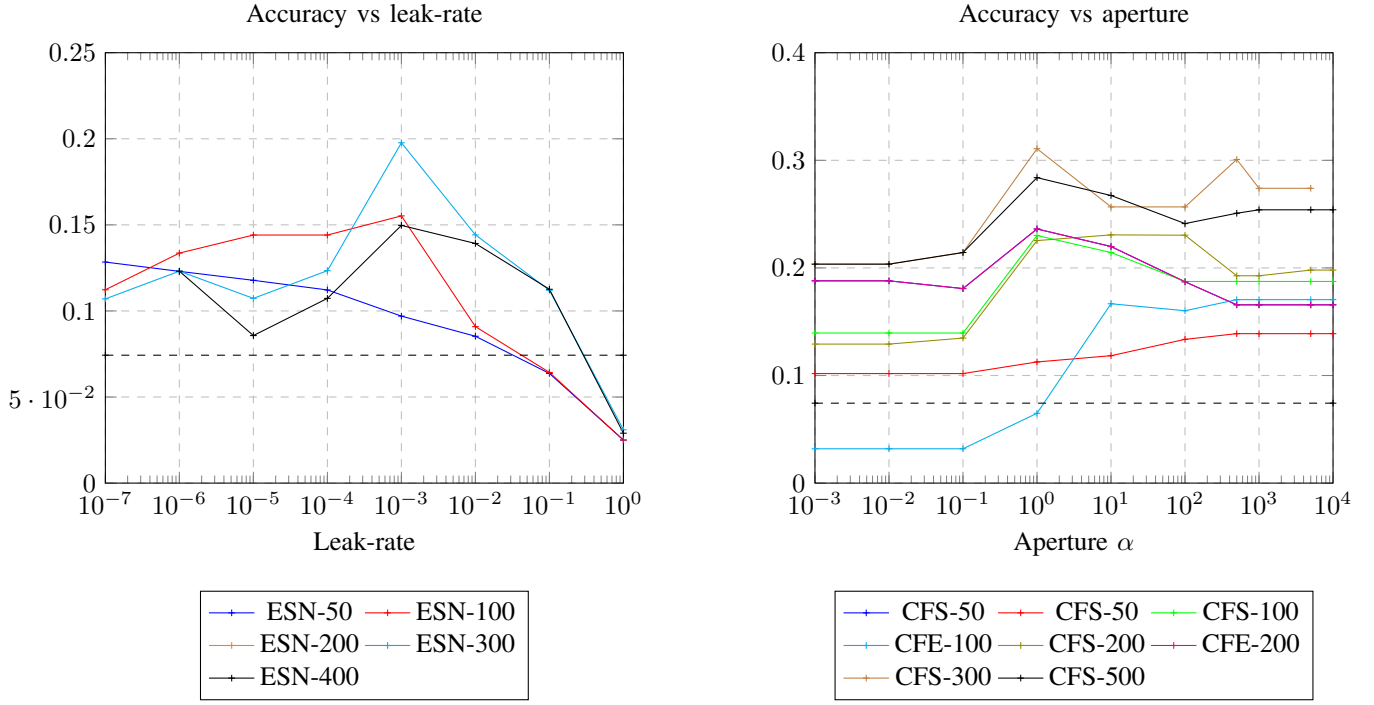 Accuracy vs leak-rate
0.25
0.2
0.15
0.1
5 · 10⁻²
0
10⁻⁷ 10⁻⁶ 10⁻⁵ 10⁻⁴ 10⁻³ 10⁻² 10⁻¹ 10⁰
Leak-rate
ESN-50 ESN-100
ESN-200 ESN-300
ESN-400
Accuracy vs aperture
0.4
0.3
0.2
0.1
0
10⁻³ 10⁻² 10⁻¹ 10⁰ 10¹ 10² 10³ 10⁴
Aperture α
CFS-50 CFS-50 CFS-100
CFE-100 CFS-200 CFE-200
CFS-300 CFS-500